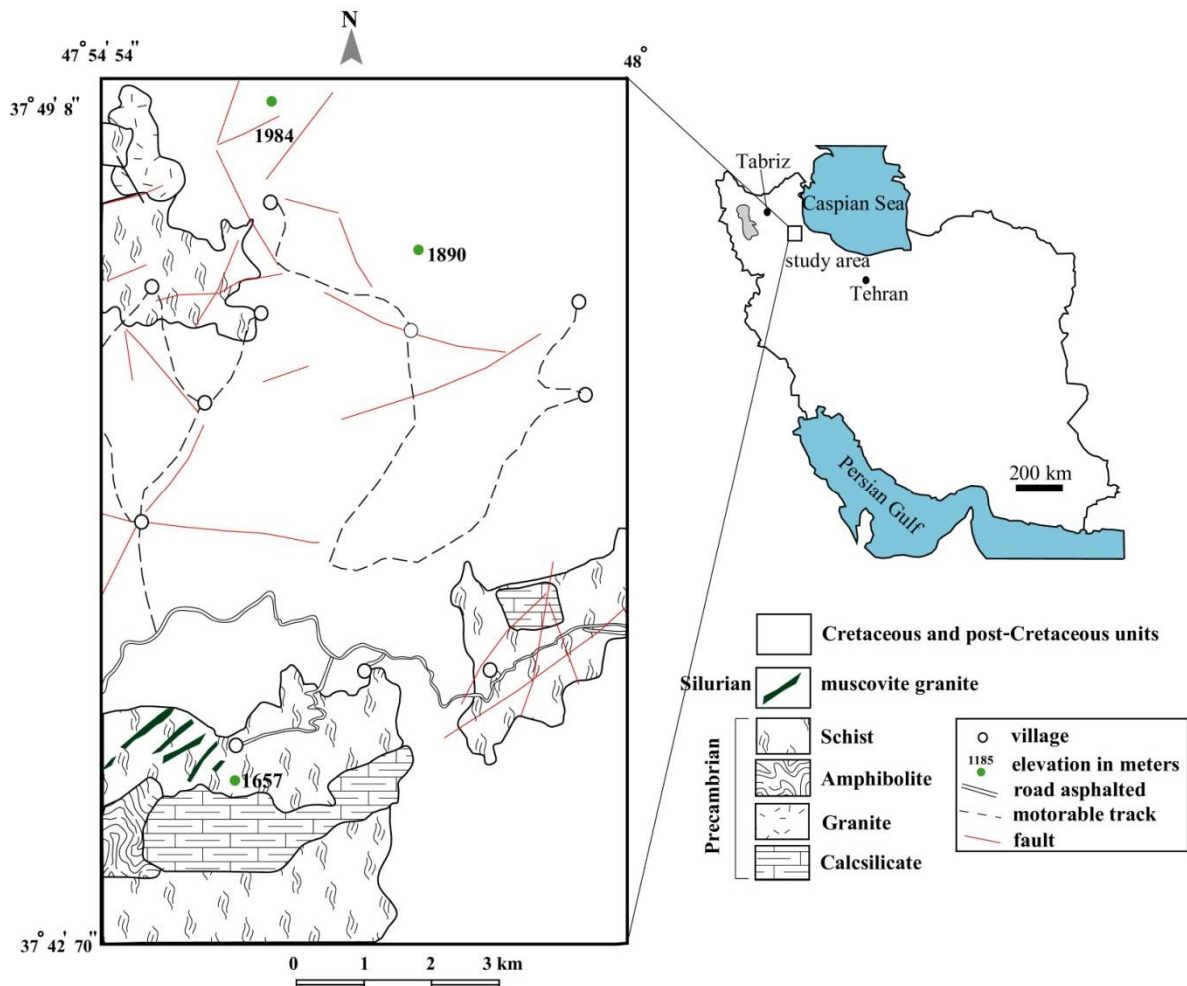 N
47° 54' 54"
48°
37° 49' 8"
1984
1890
1657
37° 42' 70"
0 1 2 3 km
Tabriz
Caspian Sea
study area
Tehran
Persian Gulf
200 km
Cretaceous and post-Cretaceous units
Silurian
muscovite granite
Precambrian
Schist
Amphibolite
Granite
Calcsilicate
village
1185
elevation in meters
road asphalted
motorable track
fault